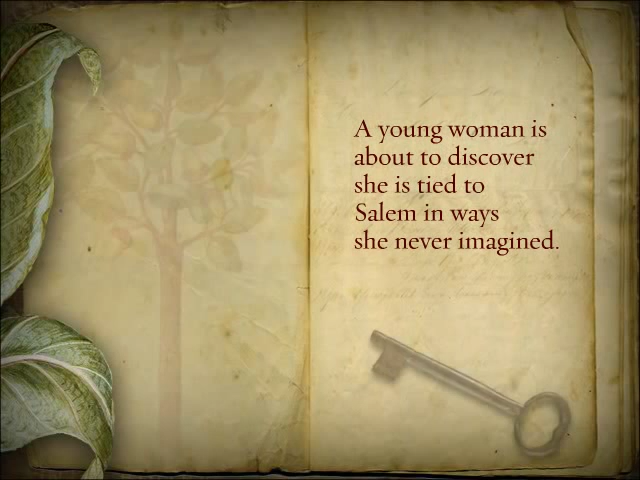 A young woman is
about to discover
she is tied to
Salem in ways
she never imagined.